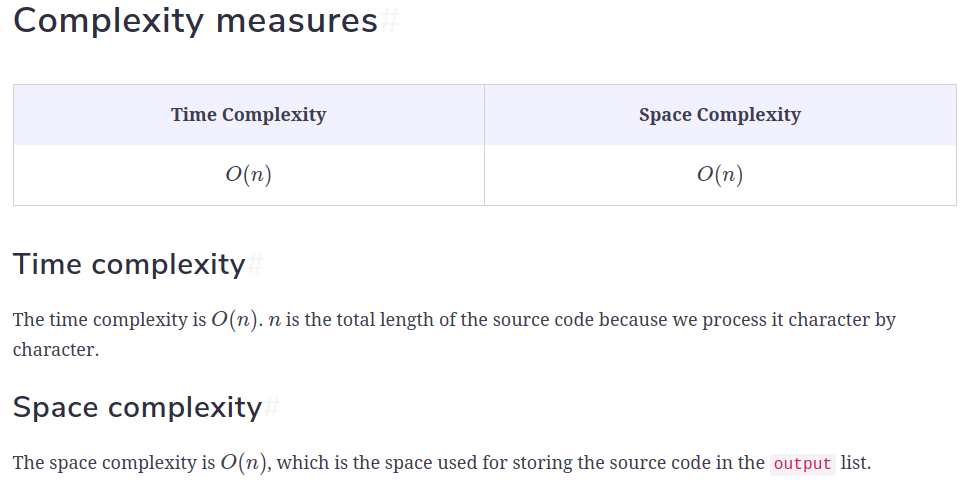 Complexity measures#
Time Complexity
Space Complexity
O(n)
O(n)
Time complexity#
The time complexity is O(n). n is the total length of the source code because we process it character by
character.
Space complexity#
The space complexity is O(n), which is the space used for storing the source code in the output list.